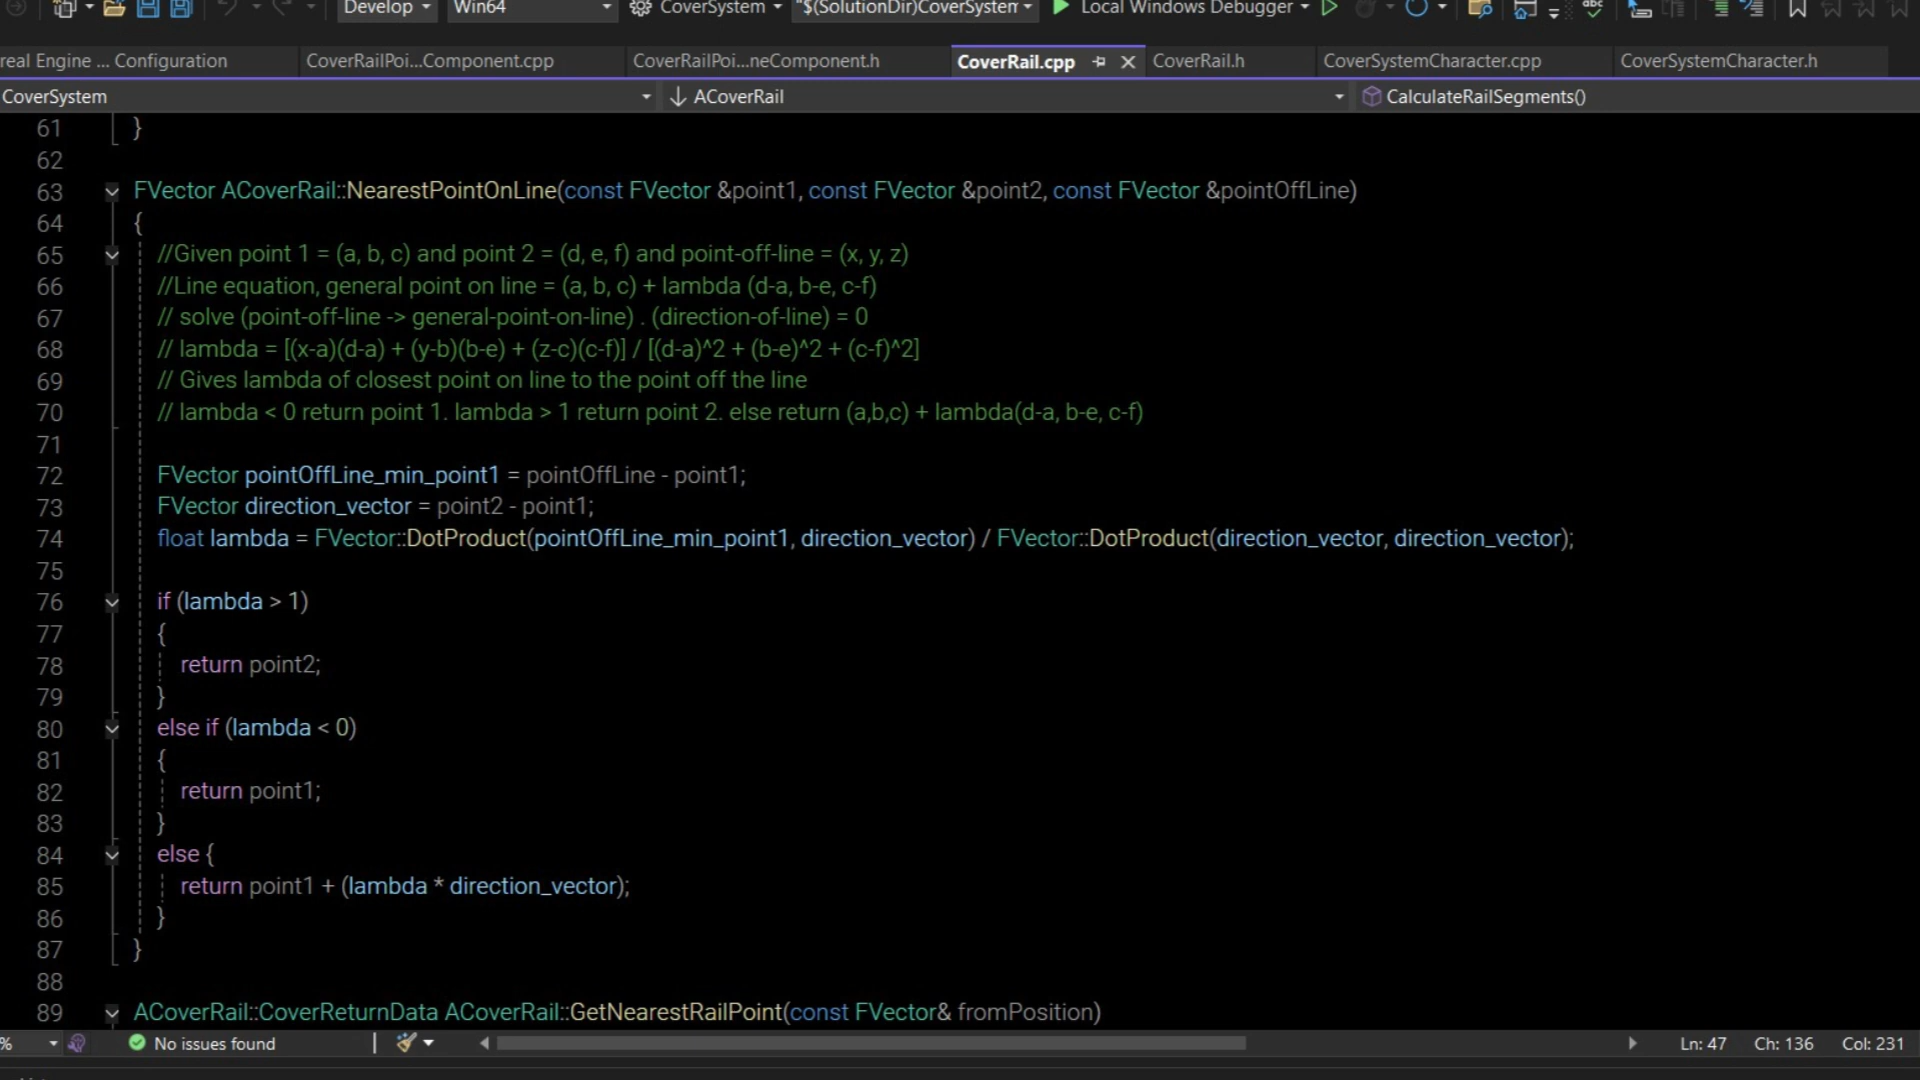 Develop Win64 CoverSystem "$(SolutionDir)CoverSystem Local Windows Debugger
real Engine ... Configuration CoverRailPoi...Component.cpp CoverRailPoi...neComponent.h CoverRail.cpp CoverRail.h CoverSystemCharacter.cpp CoverSystemCharacter.h
CoverSystem ACoverRail CalculateRailSegments()
61 }
62
63 FVector ACoverRail::NearestPointOnLine(const FVector &point1, const FVector &point2, const FVector &pointOffLine)
64 {
65 //Given point 1 = (a, b, c) and point 2 = (d, e, f) and point-off-line = (x, y, z)
66 //Line equation, general point on line = (a, b, c) + lambda (d-a, b-e, c-f)
67 // solve (point-off-line -> general-point-on-line) . (direction-of-line) = 0
68 // lambda = [(x-a)(d-a) + (y-b)(b-e) + (z-c)(c-f)] / [(d-a)^2 + (b-e)^2 + (c-f)^2]
69 // Gives lambda of closest point on line to the point off the line
70 // lambda < 0 return point 1. lambda > 1 return point 2. else return (a,b,c) + lambda(d-a, b-e, c-f)
71
72 FVector pointOffLine_min_point1 = pointOffLine - point1;
73 FVector direction_vector = point2 - point1;
74 float lambda = FVector::DotProduct(pointOffLine_min_point1, direction_vector) / FVector::DotProduct(direction_vector, direction_vector);
75
76 if (lambda > 1)
77 {
78 return point2;
79 }
80 else if (lambda < 0)
81 {
82 return point1;
83 }
84 else {
85 return point1 + (lambda * direction_vector);
86 }
87 }
88
89 ACoverRail::CoverReturnData ACoverRail::GetNearestRailPoint(const FVector& fromPosition)
% No issues found Ln: 47 Ch: 136 Col: 231